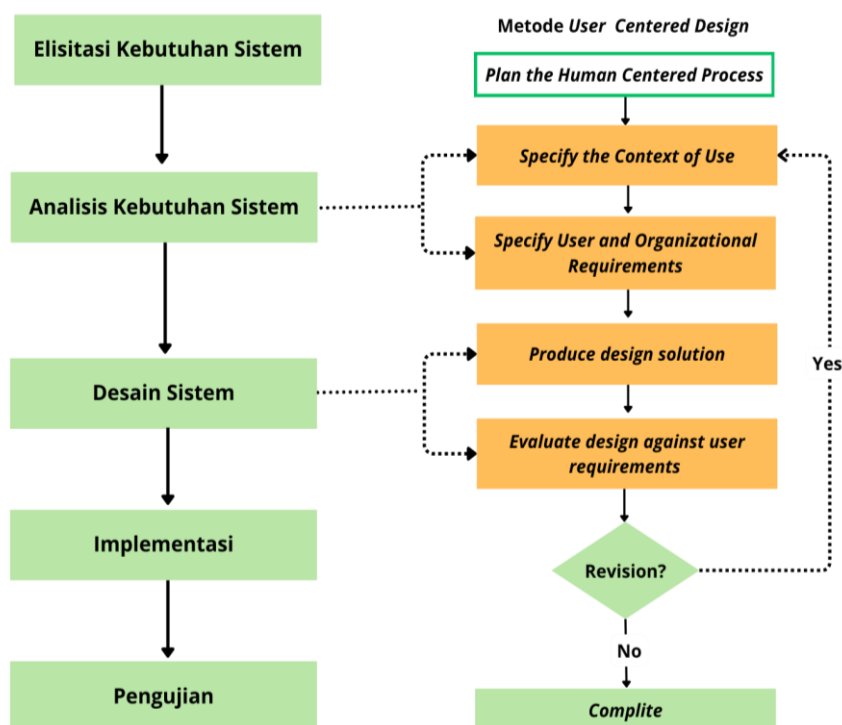 Elisitasi Kebutuhan Sistem
Analisis Kebutuhan Sistem
Desain Sistem
Implementasi
Pengujian
Metode User Centered Design
Plan the Human Centered Process
Specify the Context of Use
Specify User and Organizational
Requirements
Produce design solution
Evaluate design against user
requirements
Revision?
Yes
No
Complite